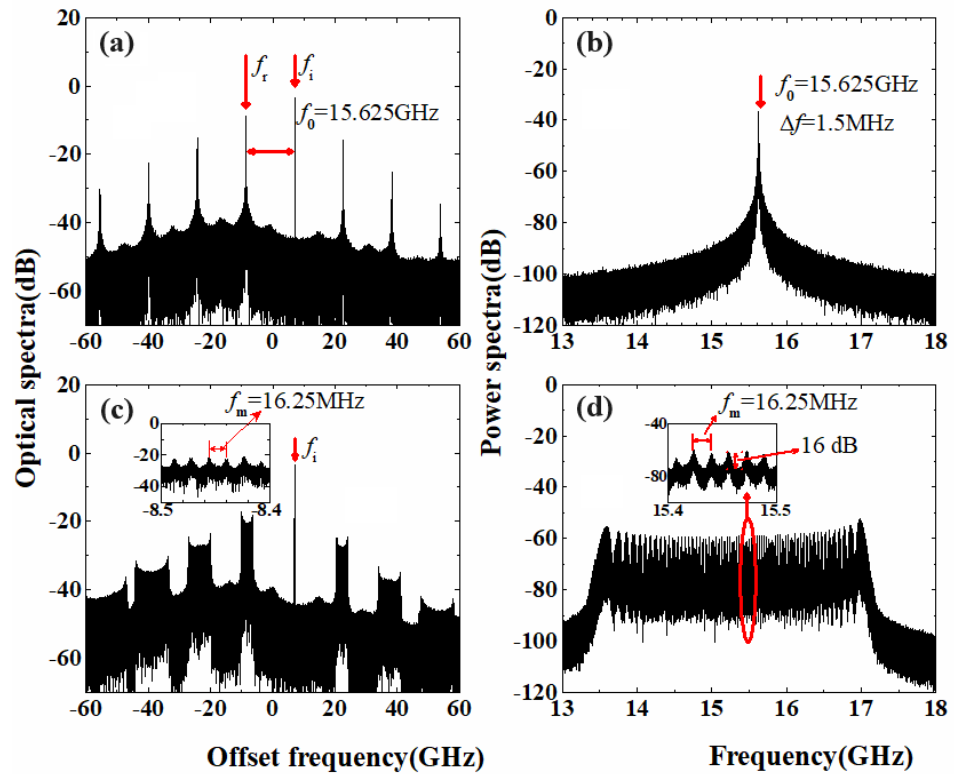 (a)
20
0
-20
-40
-60
-60 -40 -20 0 20 40 60
fr
fi
f0=15.625GHz
(b)
0
-20
-40
-60
-80
-100
-120
13 14 15 16 17 18
f0=15.625GHz
Δf=1.5MHz
Optical spectra(dB)
Power spectra(dB)
(c)
20
0
-20
-40
-60
-60 -40 -20 0 20 40 60
fm=16.25MHz
fi
0
-20
-40
-8.5 -8.4
(d)
0
-20
-40
-60
-80
-100
-120
13 14 15 16 17 18
fm=16.25MHz
16 dB
-40
-60
-80
15.4 15.5
Offset frequency(GHz)
Frequency(GHz)